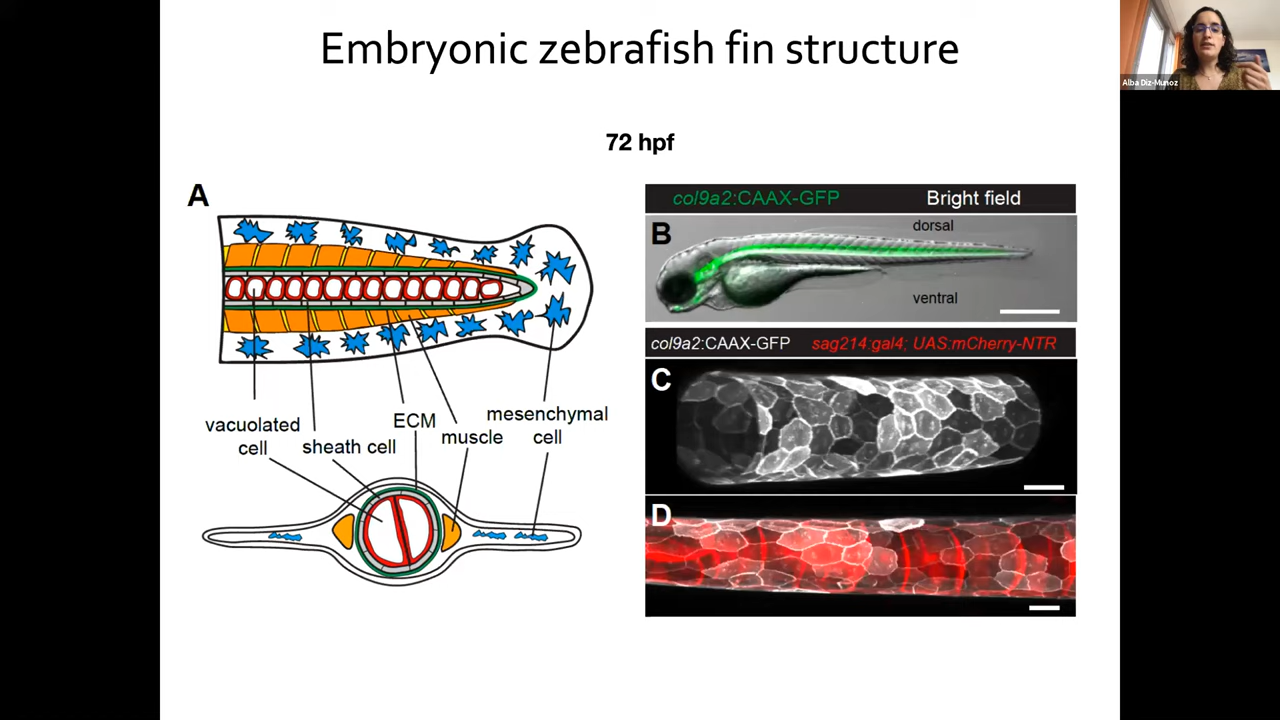 Embryonic zebrafish fin structure
Alba Diz-Munoz
72 hpf
A
vacuolated
cell
sheath cell
ECM
muscle
mesenchymal
cell
col9a2:CAAX-GFP Bright field
B
dorsal
ventral
col9a2:CAAX-GFP sag214:gal4; UAS:mCherry-NTR
C
D